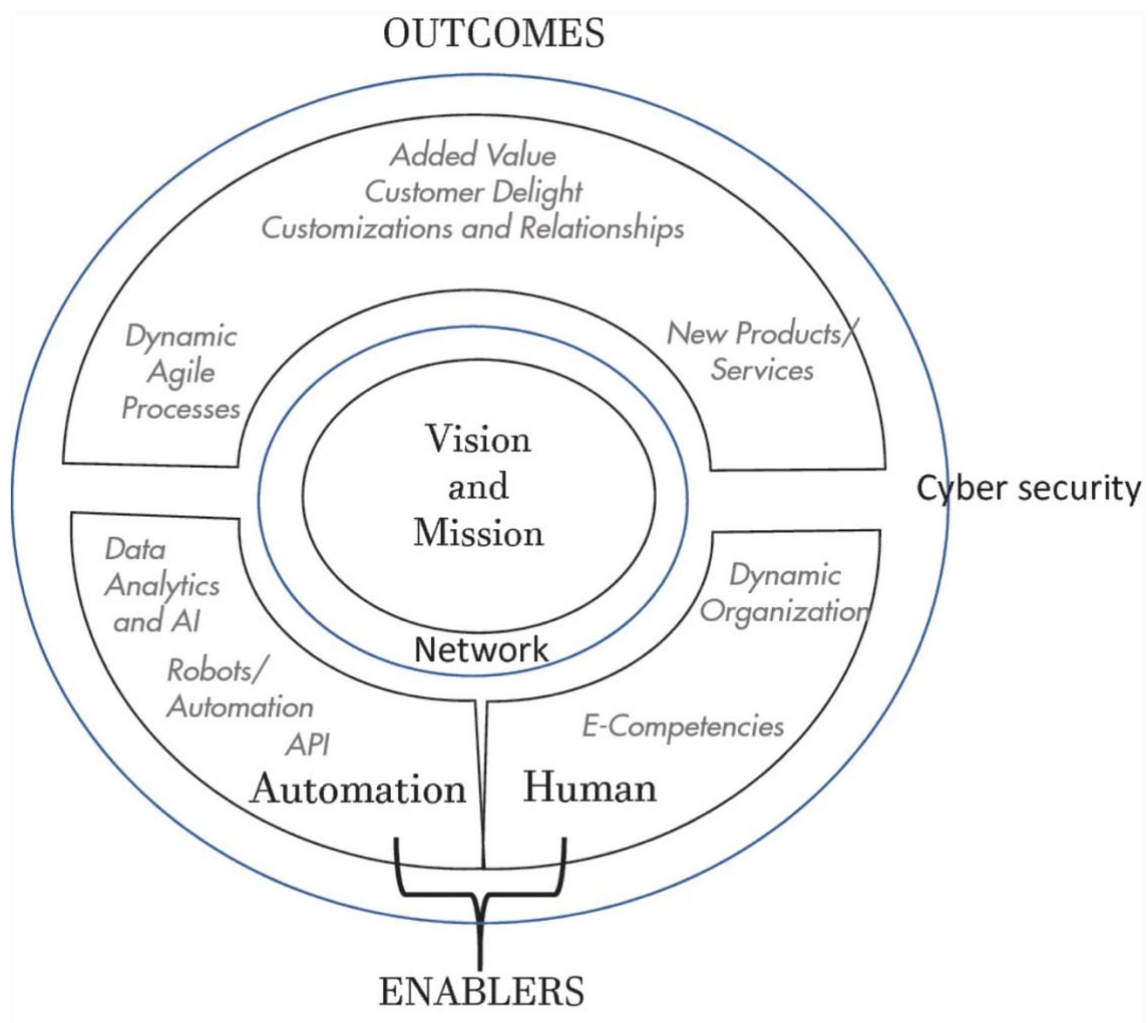 OUTCOMES
Added Value
Customer Delight
Customizations and Relationships
Dynamic
Agile
Processes
New Products/
Services
Vision
and
Mission
Cyber security
Data
Analytics
and AI
Dynamic
Organization
Network
Robots/
Automation
API
E-Competencies
Automation
Human
ENABLERS